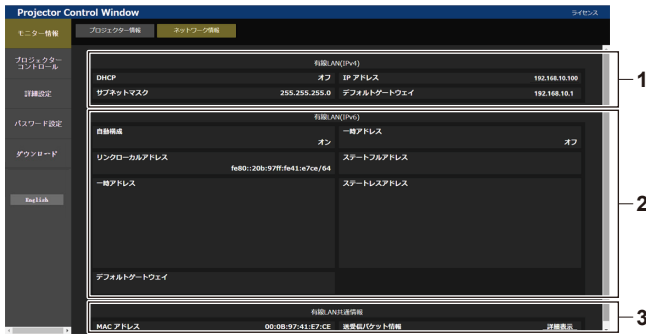 Projector Control Window
ライセンス
モニター情報
プロジェクター情報
ネットワーク情報
プロジェクター
コントロール
詳細設定
パスワード設定
ダウンロード
English
有線LAN(IPv4)
DHCP オフ IP アドレス 192.168.10.100
サブネットマスク 255.255.255.0 デフォルトゲートウェイ 192.168.10.1
1
有線LAN(IPv6)
自動構成 オン 一時アドレス オフ
リンクローカルアドレス fe80::20b:97ff:fe41:e7ce/64 ステートフルアドレス
一時アドレス ステートレスアドレス
デフォルトゲートウェイ
2
有線LAN共通情報
MAC アドレス 00:0B:97:41:E7:CE 送受信パケット情報 詳細表示
3